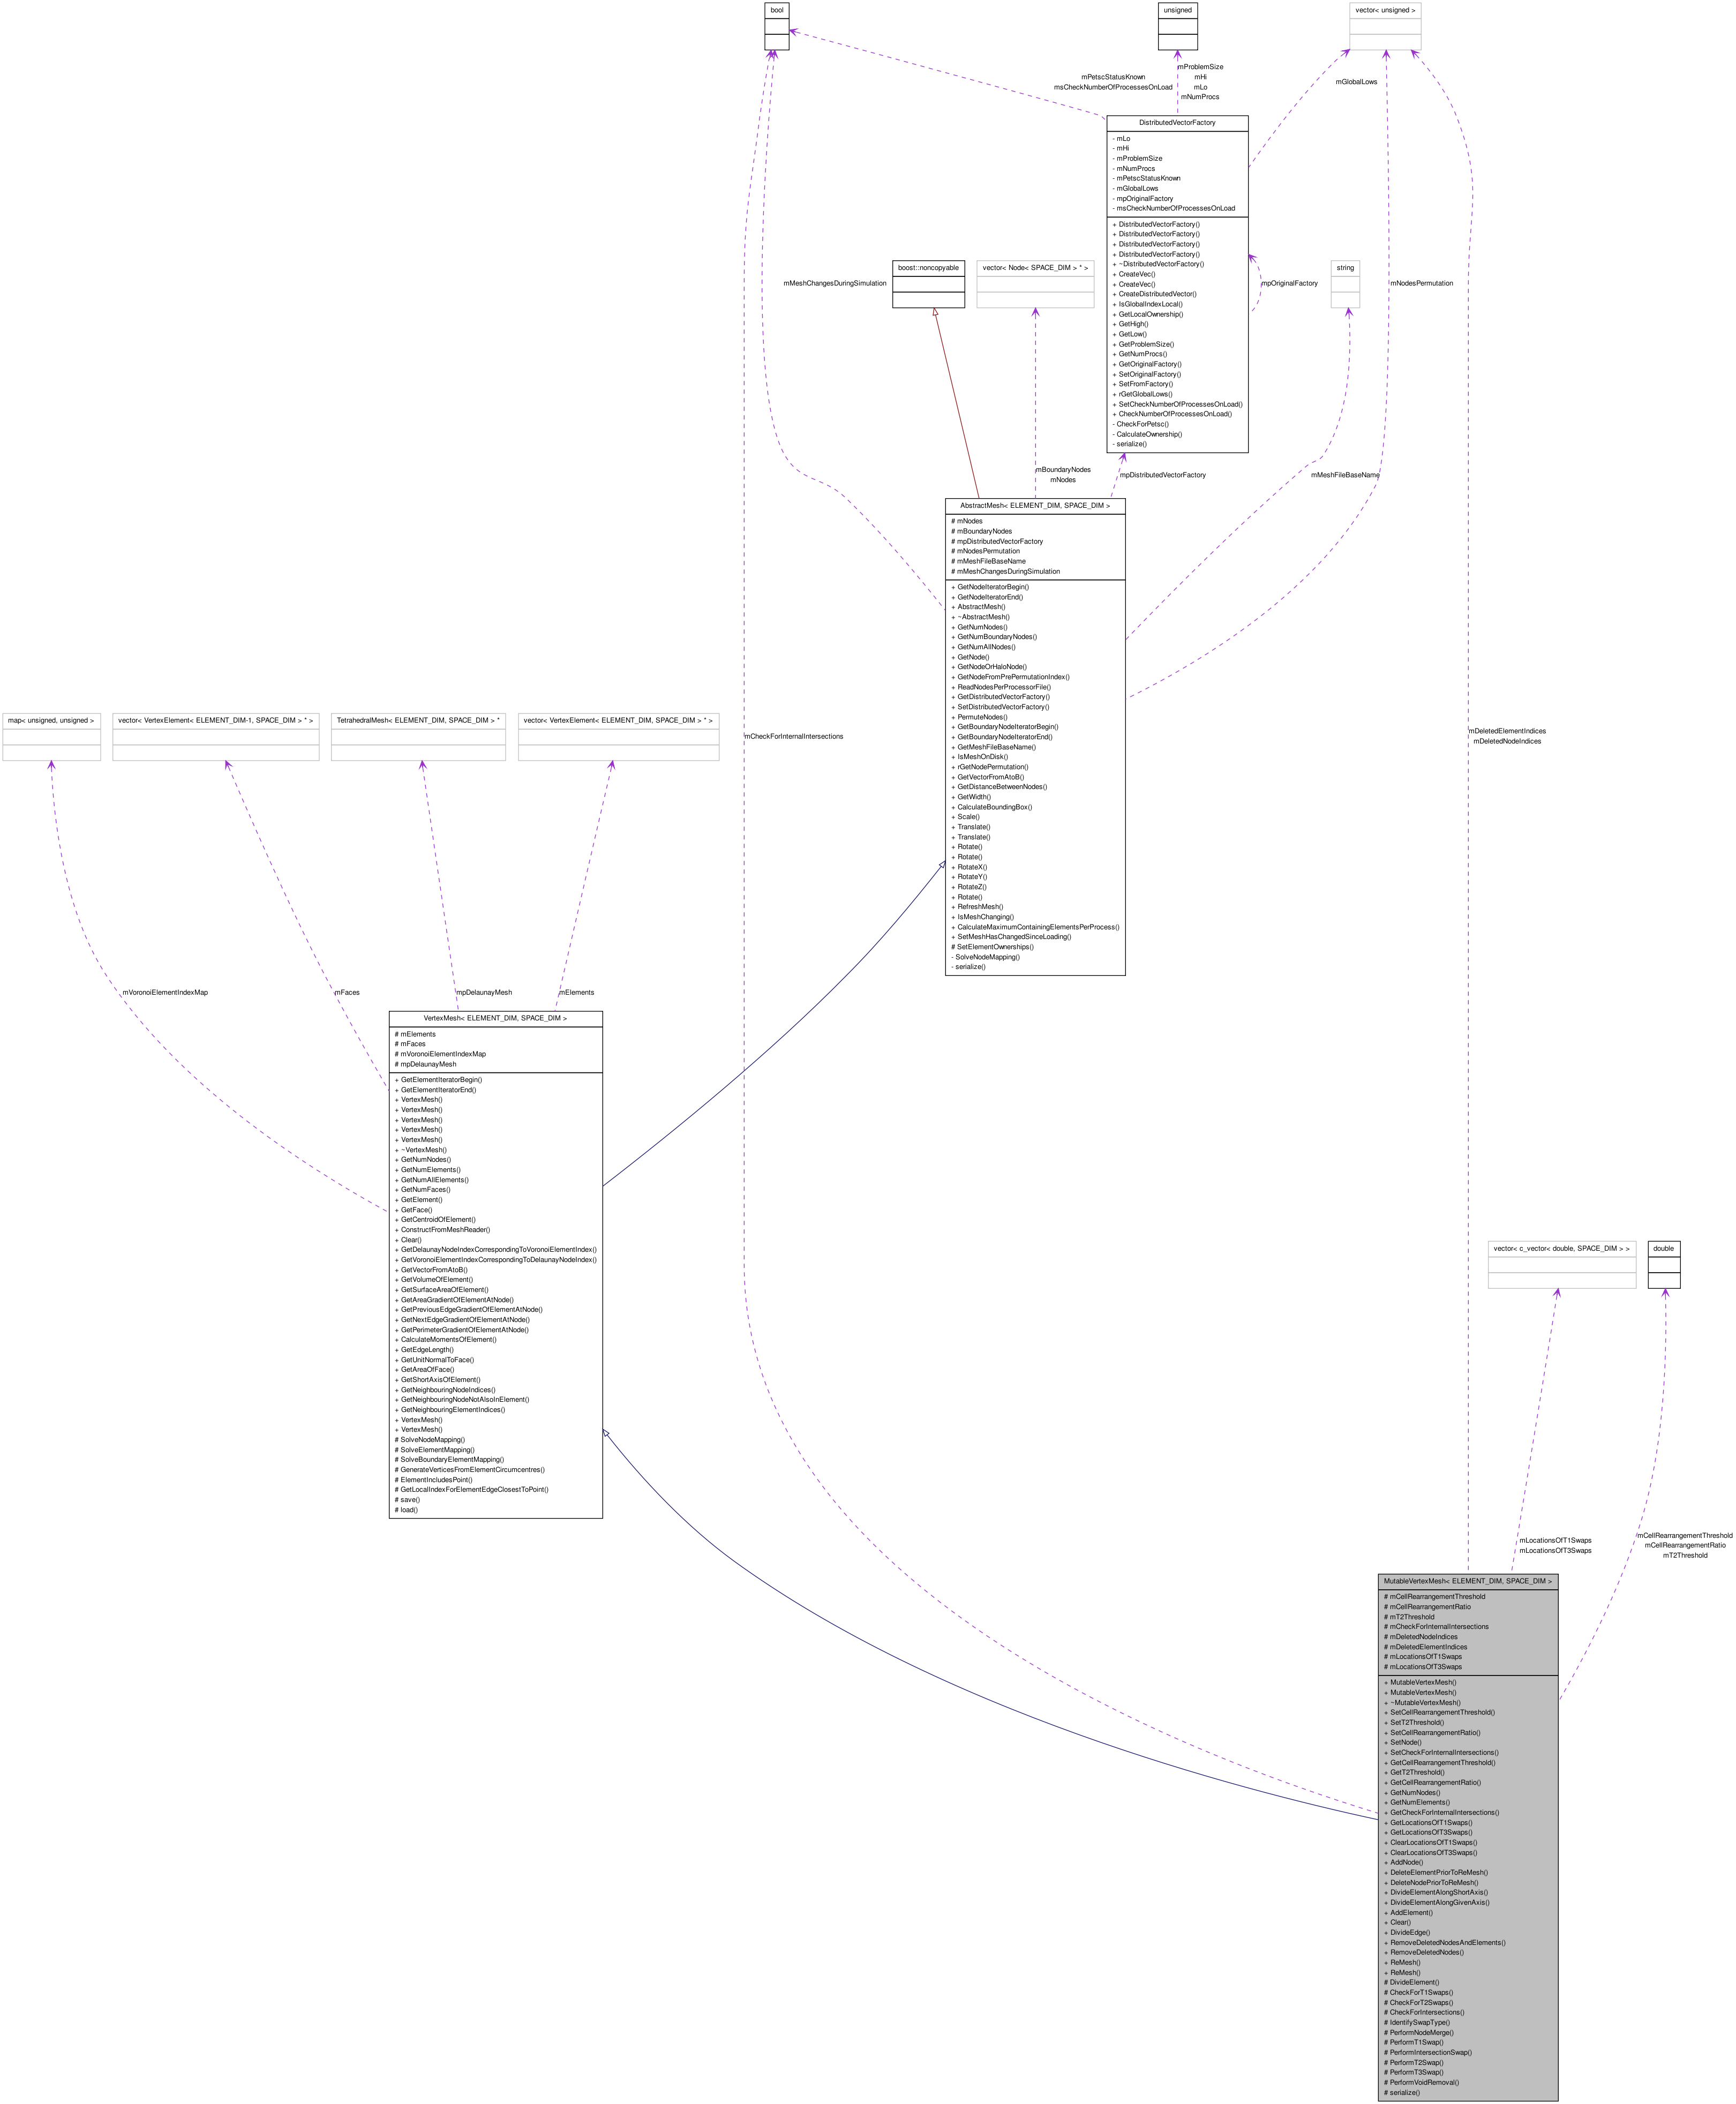 bool
unsigned
vector< unsigned >
mPetscStatusKnown
msCheckNumberOfProcessesOnLoad
mProblemSize
mHi
mLo
mNumProcs
mGlobalLows
DistributedVectorFactory
- mLo
- mHi
- mProblemSize
- mNumProcs
- mPetscStatusKnown
- mGlobalLows
- mpOriginalFactory
- msCheckNumberOfProcessesOnLoad
+ DistributedVectorFactory()
+ DistributedVectorFactory()
+ DistributedVectorFactory()
+ DistributedVectorFactory()
+ ~DistributedVectorFactory()
+ CreateVec()
+ CreateVec()
+ CreateDistributedVector()
+ IsGlobalIndexLocal()
+ GetLocalOwnership()
+ GetHigh()
+ GetLow()
+ GetProblemSize()
+ GetNumProcs()
+ GetOriginalFactory()
+ SetOriginalFactory()
+ SetFromFactory()
+ rGetGlobalLows()
+ SetCheckNumberOfProcessesOnLoad()
+ CheckNumberOfProcessesOnLoad()
- CheckForPetsc()
- CalculateOwnership()
- serialize()
mMeshChangesDuringSimulation
boost::noncopyable
vector< Node< SPACE_DIM > * >
mpOriginalFactory
string
mNodesPermutation
mBoundaryNodes
mNodes
mpDistributedVectorFactory
mMeshFileBaseName
AbstractMesh< ELEMENT_DIM, SPACE_DIM >
# mNodes
# mBoundaryNodes
# mpDistributedVectorFactory
# mNodesPermutation
# mMeshFileBaseName
# mMeshChangesDuringSimulation
+ GetNodeIteratorBegin()
+ GetNodeIteratorEnd()
+ AbstractMesh()
+ ~AbstractMesh()
+ GetNumNodes()
+ GetNumBoundaryNodes()
+ GetNumAllNodes()
+ GetNode()
+ GetNodeOrHaloNode()
+ GetNodeFromPrePermutationIndex()
+ ReadNodesPerProcessorFile()
+ GetDistributedVectorFactory()
+ SetDistributedVectorFactory()
+ PermuteNodes()
+ GetBoundaryNodeIteratorBegin()
+ GetBoundaryNodeIteratorEnd()
+ GetMeshFileBaseName()
+ IsMeshOnDisk()
+ rGetNodePermutation()
+ GetVectorFromAtoB()
+ GetDistanceBetweenNodes()
+ GetWidth()
+ CalculateBoundingBox()
+ Scale()
+ Translate()
+ Translate()
+ Rotate()
+ Rotate()
+ RotateX()
+ RotateY()
+ RotateZ()
+ Rotate()
+ RefreshMesh()
+ IsMeshChanging()
+ CalculateMaximumContainingElementsPerProcess()
+ SetMeshHasChangedSinceLoading()
# SetElementOwnerships()
- SolveNodeMapping()
- serialize()
map< unsigned, unsigned >
vector< VertexElement< ELEMENT_DIM-1, SPACE_DIM > * >
TetrahedralMesh< ELEMENT_DIM, SPACE_DIM > *
vector< VertexElement< ELEMENT_DIM, SPACE_DIM > * >
mCheckForInternalIntersections
mDeletedElementIndices
mDeletedNodeIndices
mVoronoiElementIndexMap
mFaces
mpDelaunayMesh
mElements
VertexMesh< ELEMENT_DIM, SPACE_DIM >
# mElements
# mFaces
# mVoronoiElementIndexMap
# mpDelaunayMesh
+ GetElementIteratorBegin()
+ GetElementIteratorEnd()
+ VertexMesh()
+ VertexMesh()
+ VertexMesh()
+ VertexMesh()
+ VertexMesh()
+ ~VertexMesh()
+ GetNumNodes()
+ GetNumElements()
+ GetNumAllElements()
+ GetNumFaces()
+ GetElement()
+ GetFace()
+ GetCentroidOfElement()
+ ConstructFromMeshReader()
+ Clear()
+ GetDelaunayNodeIndexCorrespondingToVoronoiElementIndex()
+ GetVoronoiElementIndexCorrespondingToDelaunayNodeIndex()
+ GetVectorFromAtoB()
+ GetVolumeOfElement()
+ GetSurfaceAreaOfElement()
+ GetAreaGradientOfElementAtNode()
+ GetPreviousEdgeGradientOfElementAtNode()
+ GetNextEdgeGradientOfElementAtNode()
+ GetPerimeterGradientOfElementAtNode()
+ CalculateMomentsOfElement()
+ GetEdgeLength()
+ GetUnitNormalToFace()
+ GetAreaOfFace()
+ GetShortAxisOfElement()
+ GetNeighbouringNodeIndices()
+ GetNeighbouringNodeNotAlsoInElement()
+ GetNeighbouringElementIndices()
+ VertexMesh()
+ VertexMesh()
# SolveNodeMapping()
# SolveElementMapping()
# SolveBoundaryElementMapping()
# GenerateVerticesFromElementCircumcentres()
# ElementIncludesPoint()
# GetLocalIndexForElementEdgeClosestToPoint()
# save()
# load()
vector< c_vector< double, SPACE_DIM > >
double
mLocationsOfT1Swaps
mLocationsOfT3Swaps
mCellRearrangementThreshold
mCellRearrangementRatio
mT2Threshold
MutableVertexMesh< ELEMENT_DIM, SPACE_DIM >
# mCellRearrangementThreshold
# mCellRearrangementRatio
# mT2Threshold
# mCheckForInternalIntersections
# mDeletedNodeIndices
# mDeletedElementIndices
# mLocationsOfT1Swaps
# mLocationsOfT3Swaps
+ MutableVertexMesh()
+ MutableVertexMesh()
+ ~MutableVertexMesh()
+ SetCellRearrangementThreshold()
+ SetT2Threshold()
+ SetCellRearrangementRatio()
+ SetNode()
+ SetCheckForInternalIntersections()
+ GetCellRearrangementThreshold()
+ GetT2Threshold()
+ GetCellRearrangementRatio()
+ GetNumNodes()
+ GetNumElements()
+ GetCheckForInternalIntersections()
+ GetLocationsOfT1Swaps()
+ GetLocationsOfT3Swaps()
+ ClearLocationsOfT1Swaps()
+ ClearLocationsOfT3Swaps()
+ AddNode()
+ DeleteElementPriorToReMesh()
+ DeleteNodePriorToReMesh()
+ DivideElementAlongShortAxis()
+ DivideElementAlongGivenAxis()
+ AddElement()
+ Clear()
+ DivideEdge()
+ RemoveDeletedNodesAndElements()
+ RemoveDeletedNodes()
+ ReMesh()
+ ReMesh()
# DivideElement()
# CheckForT1Swaps()
# CheckForT2Swaps()
# CheckForIntersections()
# IdentifySwapType()
# PerformNodeMerge()
# PerformT1Swap()
# PerformIntersectionSwap()
# PerformT2Swap()
# PerformT3Swap()
# PerformVoidRemoval()
# serialize()